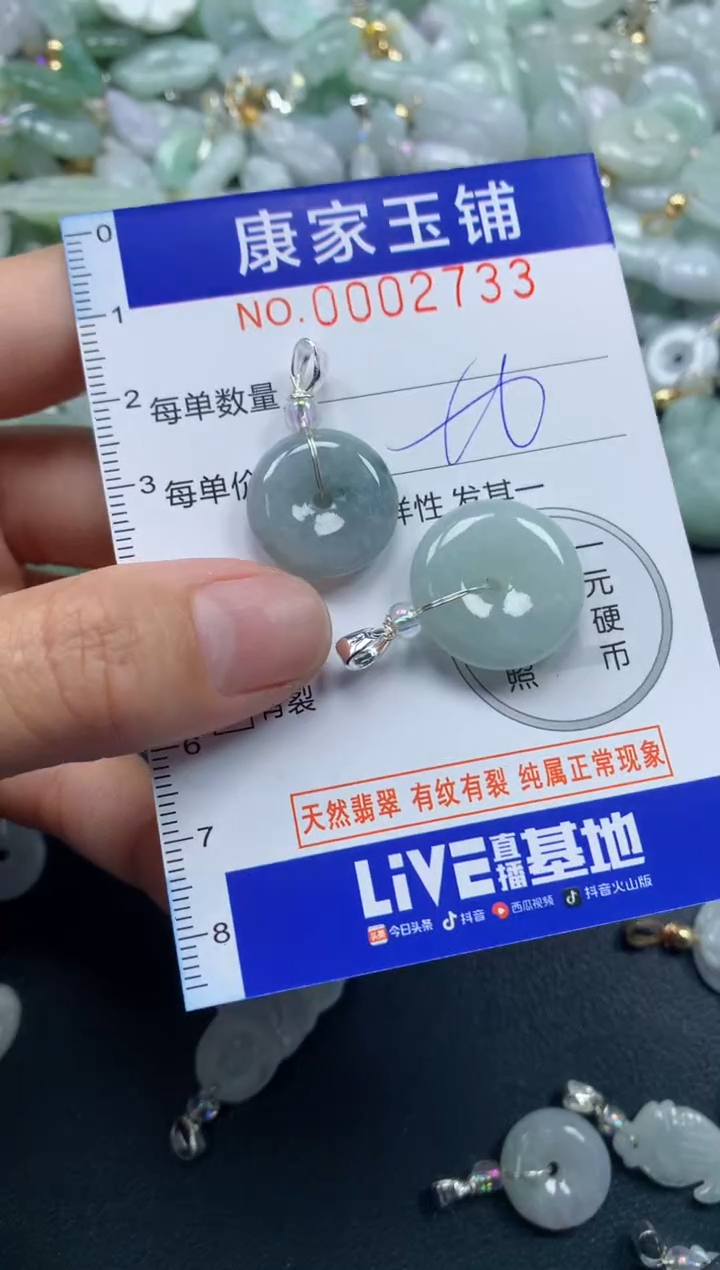 康家玉铺
NO.0002733
0
1
2
3
6
7
8
每单数量
每单价
样性 发其一
一元硬币
照
有裂
天然翡翠 有纹有裂 纯属正常现象
LiVE直播基地
头条 今日头条 抖音 西瓜视频 抖音火山版